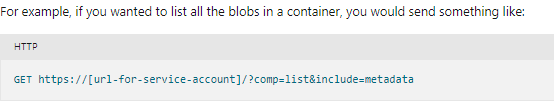 For example, if you wanted to list all the blobs in a container, you would send something like:
HTTP
GET https://[url-for-service-account]/?comp=list&include=metadata